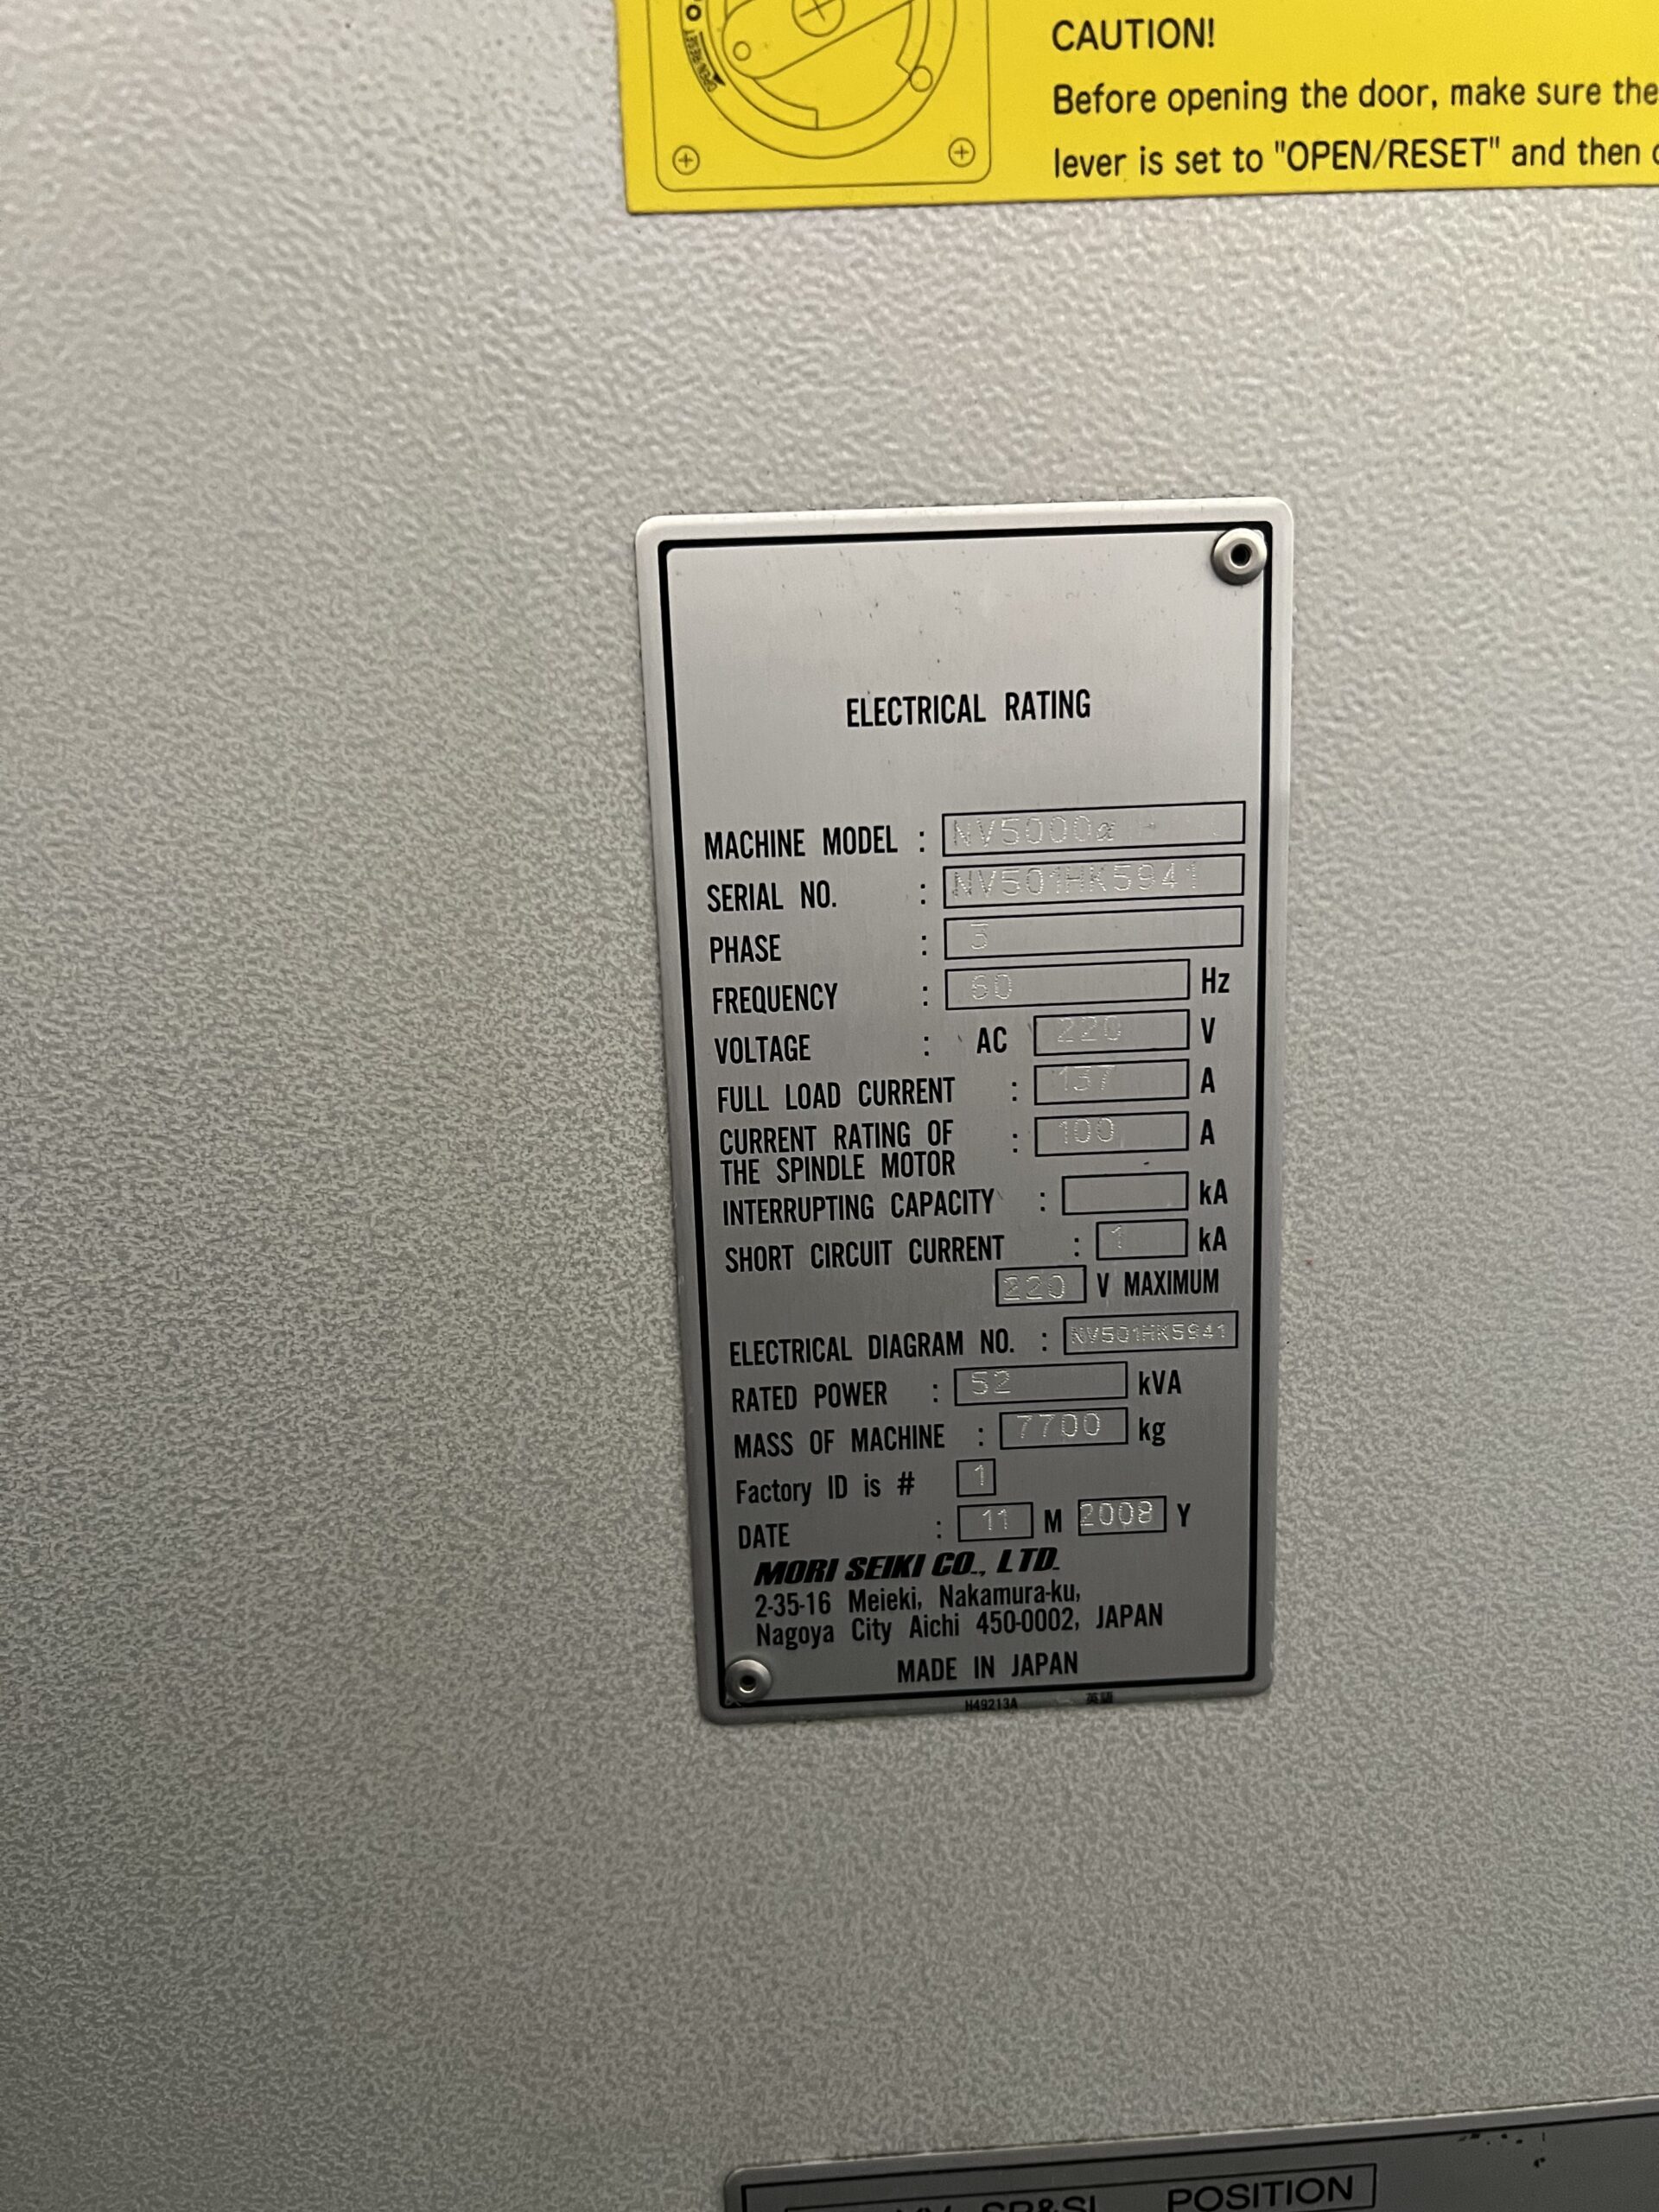 OPEN/RESET
CAUTION!
Before opening the door, make sure the
lever is set to "OPEN/RESET" and then
ELECTRICAL RATING
MACHINE MODEL : NV5000α
SERIAL NO. : NV501HK5941
PHASE : 3
FREQUENCY : 60 Hz
VOLTAGE : AC 220 V
FULL LOAD CURRENT : 137 A
CURRENT RATING OF : 100 A
THE SPINDLE MOTOR
INTERRUPTING CAPACITY : kA
SHORT CIRCUIT CURRENT : 1 kA
220 V MAXIMUM
ELECTRICAL DIAGRAM NO. : NV501HK5941
RATED POWER : 52 kVA
MASS OF MACHINE : 7700 kg
Factory ID is # 1
DATE : 11 M 2008 Y
MORI SEIKI CO., LTD.
2-35-16 Meieki, Nakamura-ku,
Nagoya City Aichi 450-0002, JAPAN
MADE IN JAPAN
H49213A 英語
POSITION